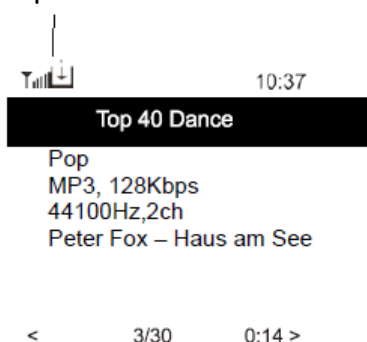 10:37
Top 40 Dance
Pop
MP3, 128Kbps
44100Hz,2ch
Peter Fox – Haus am See
< 3/30 0:14 >